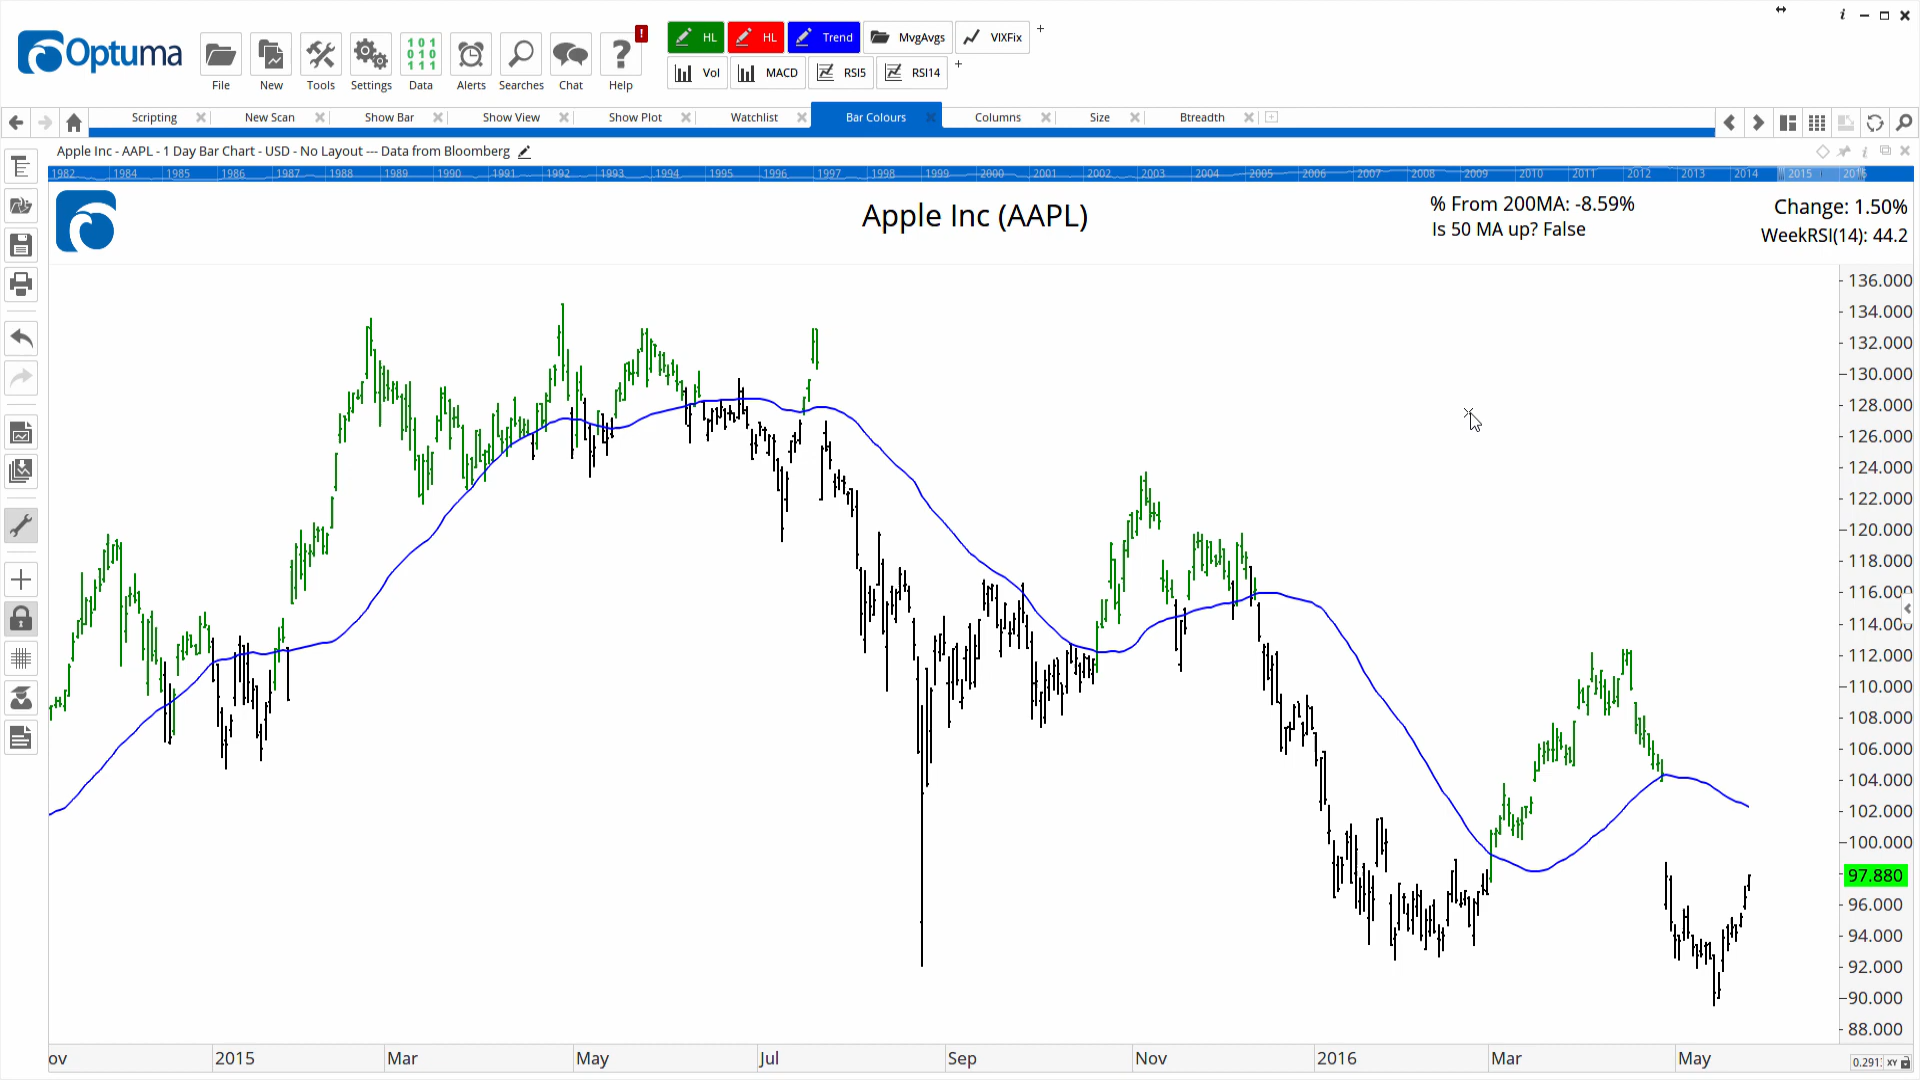 Optuma
File
New
Tools
Settings
101
010
111
Data
Alerts
Searches
Chat
?
!
Help
HL
HL
Trend
MvgAvgs
VIXFix
+
Vol
MACD
RSI5
RSI14
+
Scripting
New Scan
Show Bar
Show View
Show Plot
Watchlist
Bar Colours
Columns
Size
Breadth
Apple Inc - AAPL - 1 Day Bar Chart - USD - No Layout --- Data from Bloomberg
1982 1984 1985 1986 1987 1988 1989 1990 1991 1992 1993 1994 1995 1996 1997 1998 1999 2000 2001 2002 2003 2004 2005 2006 2007 2008 2009 2010 2011 2012 2013 2014 2015
Apple Inc (AAPL)
% From 200MA: -8.59%
Is 50 MA up? False
Change: 1.50%
WeekRSI(14): 44.2
136.000
134.000
132.000
130.000
128.000
126.000
124.000
122.000
120.000
118.000
116.000
114.000
112.000
110.000
108.000
106.000
104.000
102.000
100.000
97.880
96.000
94.000
92.000
90.000
88.000
ov 2015 Mar May Jul Sep Nov 2016 Mar May
XY